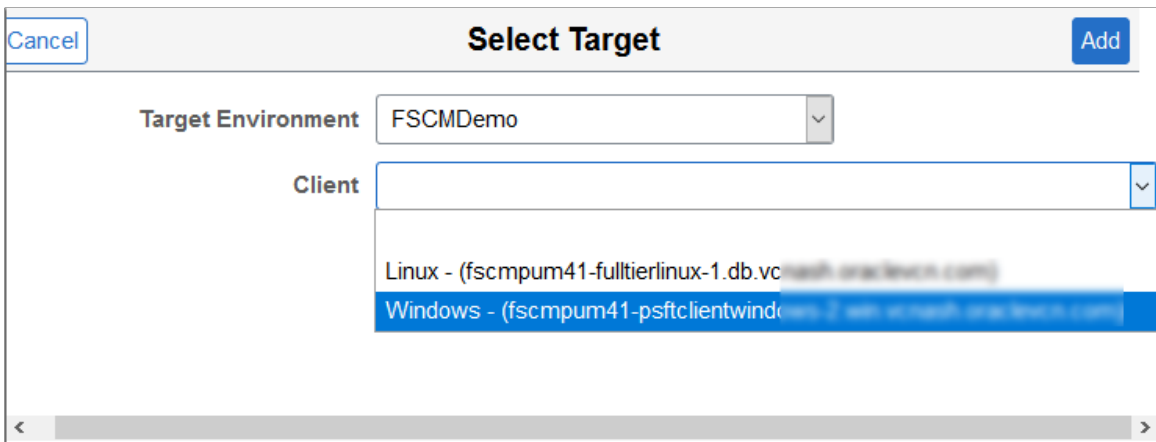 Cancel
Select Target
Add
Target Environment
FSCMDemo
Client
Linux - (fscmpum41-fulltierlinux-1.db.vc
Windows - (fscmpum41-psftclientwind